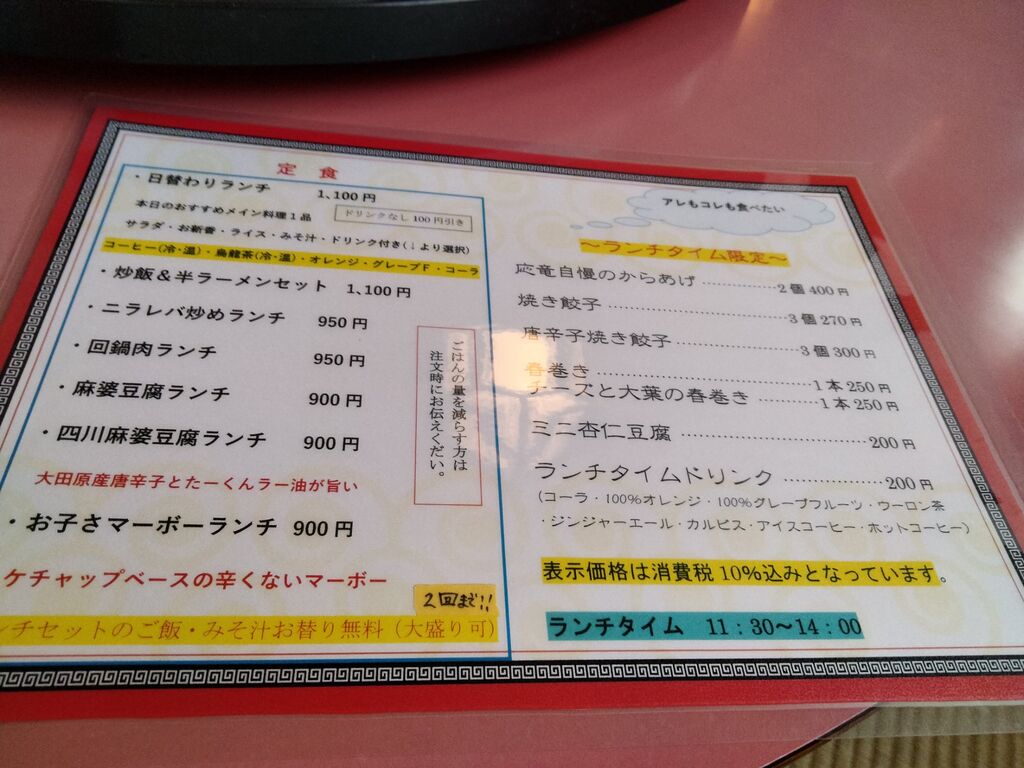 定食
・日替わりランチ 1,100円
本日のおすすめメイン料理1品 ドリンクなし100円引き
サラダ・お新香・ライス・みそ汁・ドリンク付き(↓より選択)
コーヒー(冷・温)・烏龍茶(冷・温)・オレンジ・グレープF・コーラ
・炒飯&半ラーメンセット 1,100円
・ニラレバ炒めランチ 950円
・回鍋肉ランチ 950円
・麻婆豆腐ランチ 900円
・四川麻婆豆腐ランチ 900円
大田原産唐辛子とたーくんラー油が旨い
・お子さマーボーランチ 900円
ケチャップベースの辛くないマーボー
2回まで!!
ンチセットのご飯・みそ汁お替り無料(大盛り可)
ごはんの量を減らす方は
注文時にお伝えくだい。
アレもコレも食べたい
～ランチタイム限定～
応竜自慢のからあげ……………2個400円
焼き餃子……………………3個270円
唐辛子焼き餃子………………3個300円
春巻き……………………………1本250円
チーズと大葉の春巻き………1本250円
ミニ杏仁豆腐……………………200円
ランチタイムドリンク……………200円
(コーラ・100%オレンジ・100%グレープフルーツ・ウーロン茶
・ジンジャーエール・カルピス・アイスコーヒー・ホットコーヒー)
表示価格は消費税10%込みとなっています。
ランチタイム 11:30～14:00